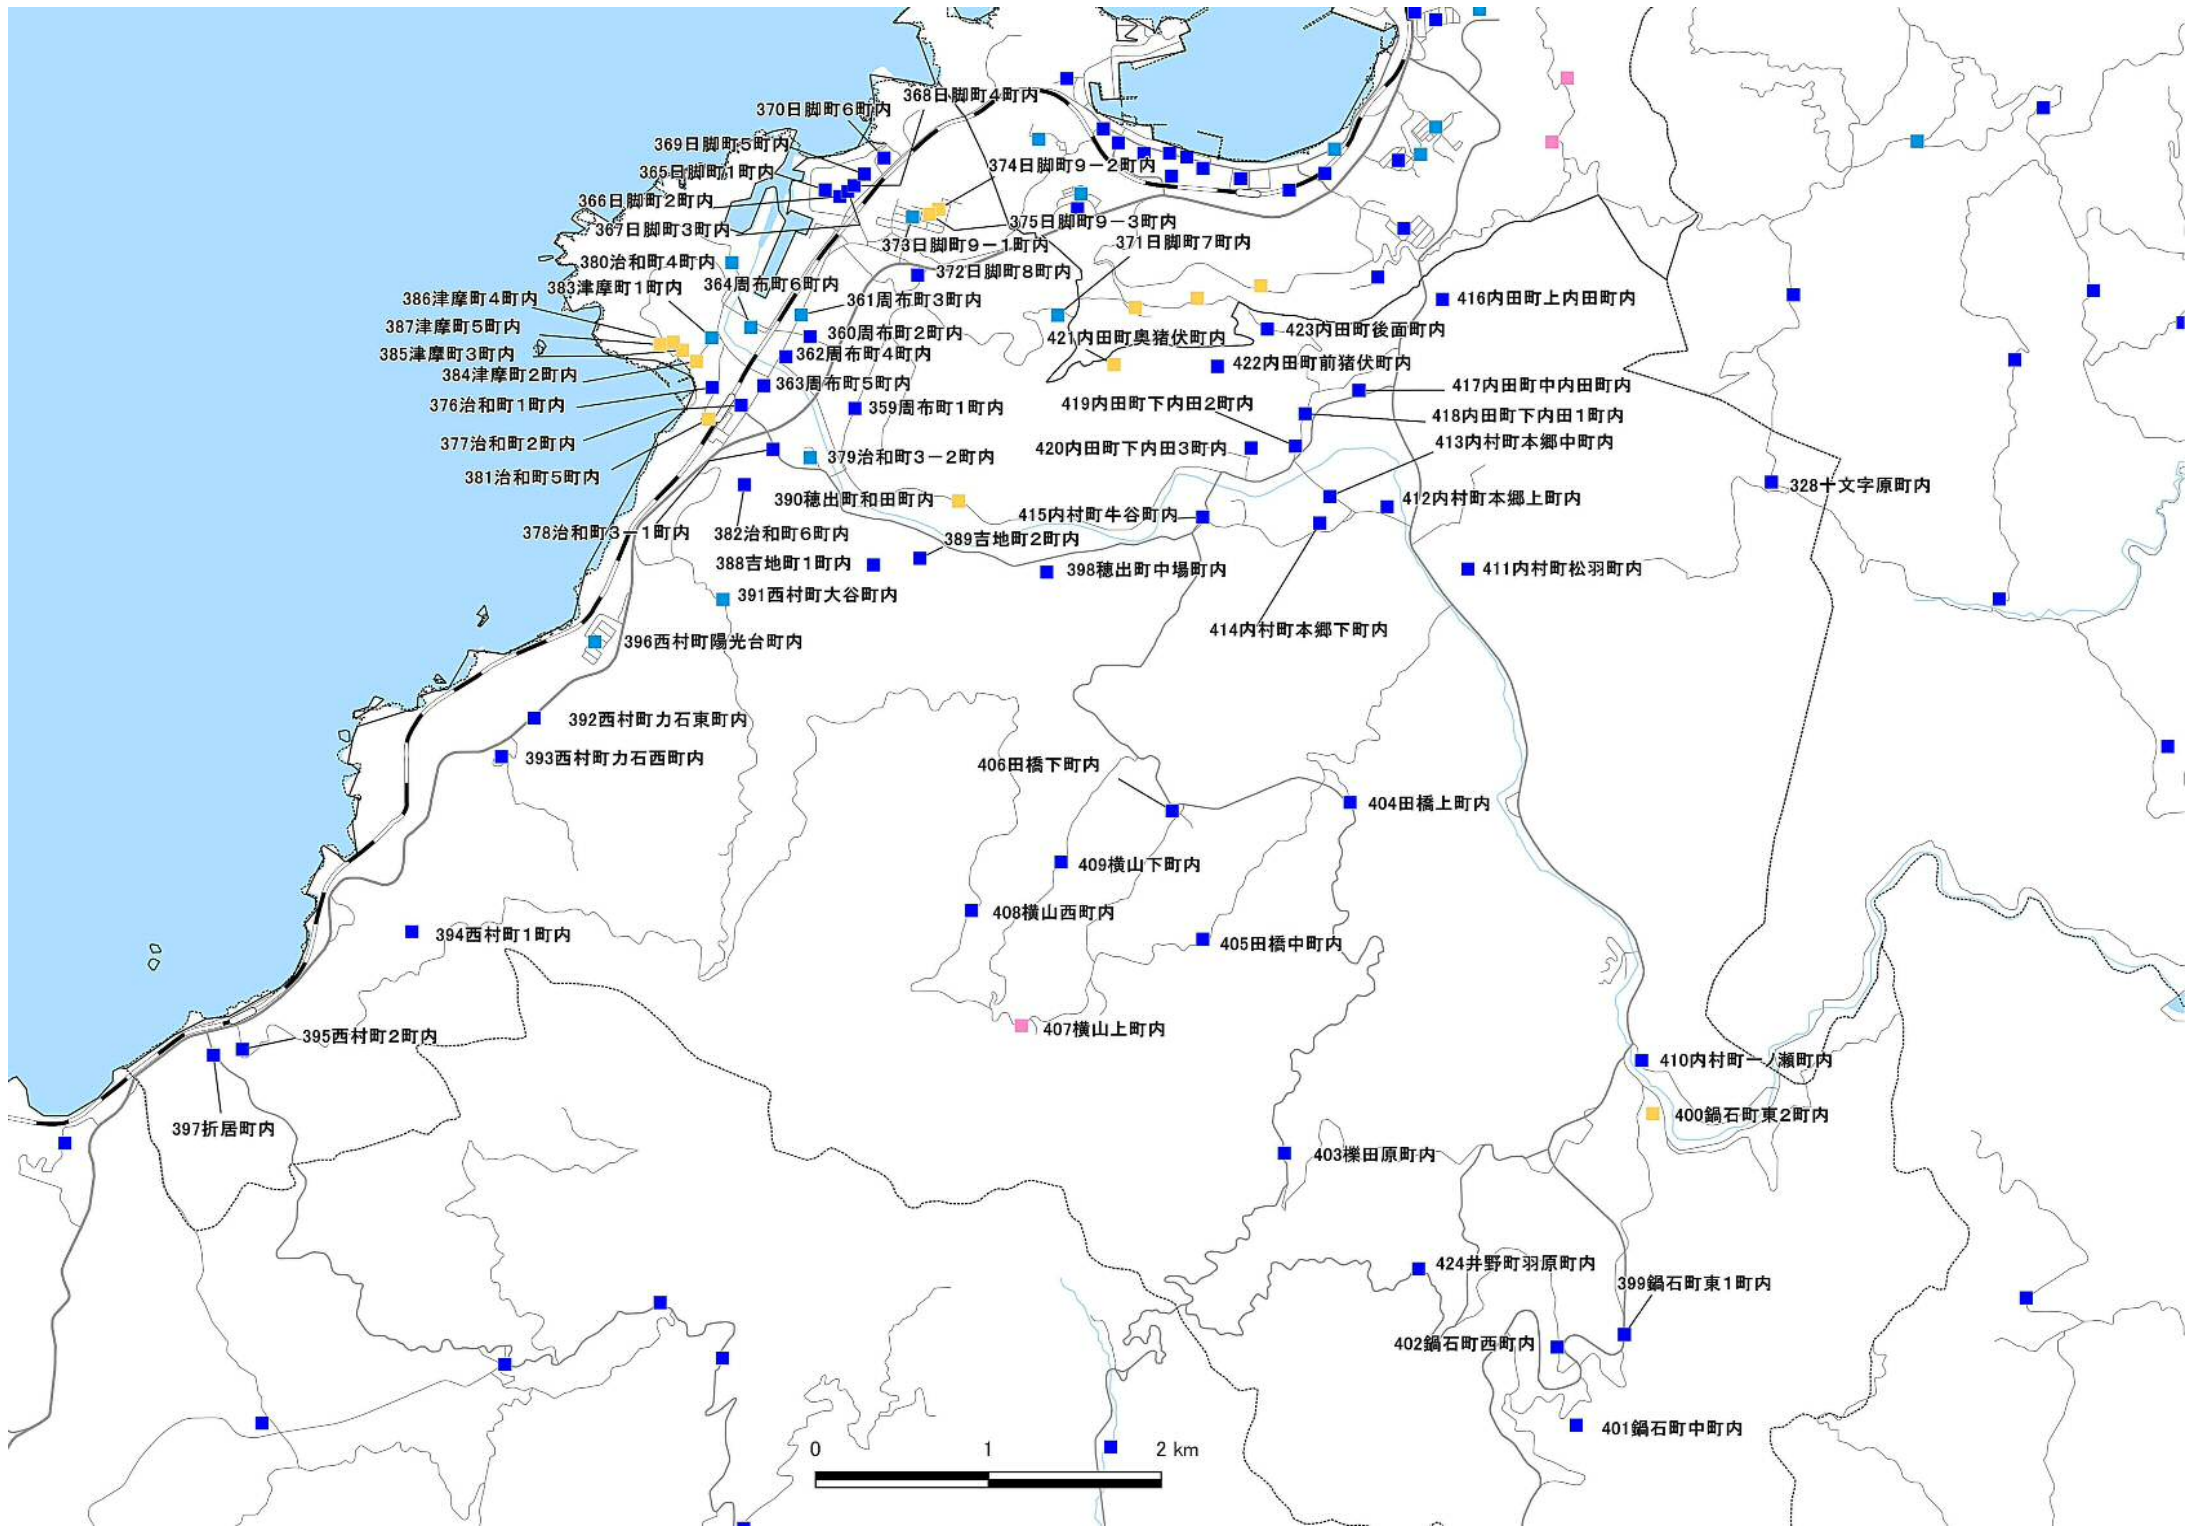 368日脚町4町内
370日脚町6町内
369日脚町5町内
374日脚町9－2町内
365日脚町1町内
366日脚町2町内
375日脚町9－3町内
367日脚町3町内
373日脚町9－1町内
371日脚町7町内
380治和町4町内
372日脚町8町内
364周布町6町内
383津摩町1町内
386津摩町4町内
361周布町3町内
416内田町上内田町内
387津摩町5町内
360周布町2町内
423内田町後面町内
421内田町奥猪伏町内
385津摩町3町内
362周布町4町内
422内田町前猪伏町内
384津摩町2町内
363周布町5町内
417内田町中内田町内
376治和町1町内
359周布町1町内
419内田町下内田2町内
418内田町下内田1町内
377治和町2町内
420内田町下内田3町内
413内村町本郷中町内
379治和町3－2町内
381治和町5町内
328十文字原町内
390穂出町和田町内
412内村町本郷上町内
415内村町牛谷町内
378治和町3－1町内
382治和町6町内
389吉地町2町内
388吉地町1町内
398穂出町中場町内
411内村町松羽町内
391西村町大谷町内
414内村町本郷下町内
396西村町陽光台町内
392西村町力石東町内
393西村町力石西町内
406田橋下町内
404田橋上町内
409横山下町内
408横山西町内
394西村町1町内
405田橋中町内
407横山上町内
395西村町2町内
410内村町一ノ瀬町内
400鍋石町東2町内
397折居町内
403櫟田原町内
424井野町羽原町内
399鍋石町東1町内
402鍋石町西町内
401鍋石町中町内
0 1 2 km